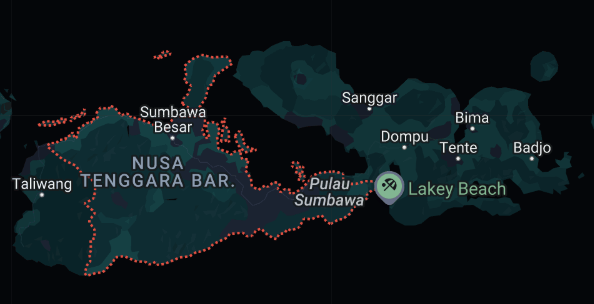 Sanggar
Sumbawa
Besar
Bima
Dompu
Tente
Badjo
NUSA
TENGGARA BAR.
Taliwang
Pulau
Sumbawa
Lakey Beach